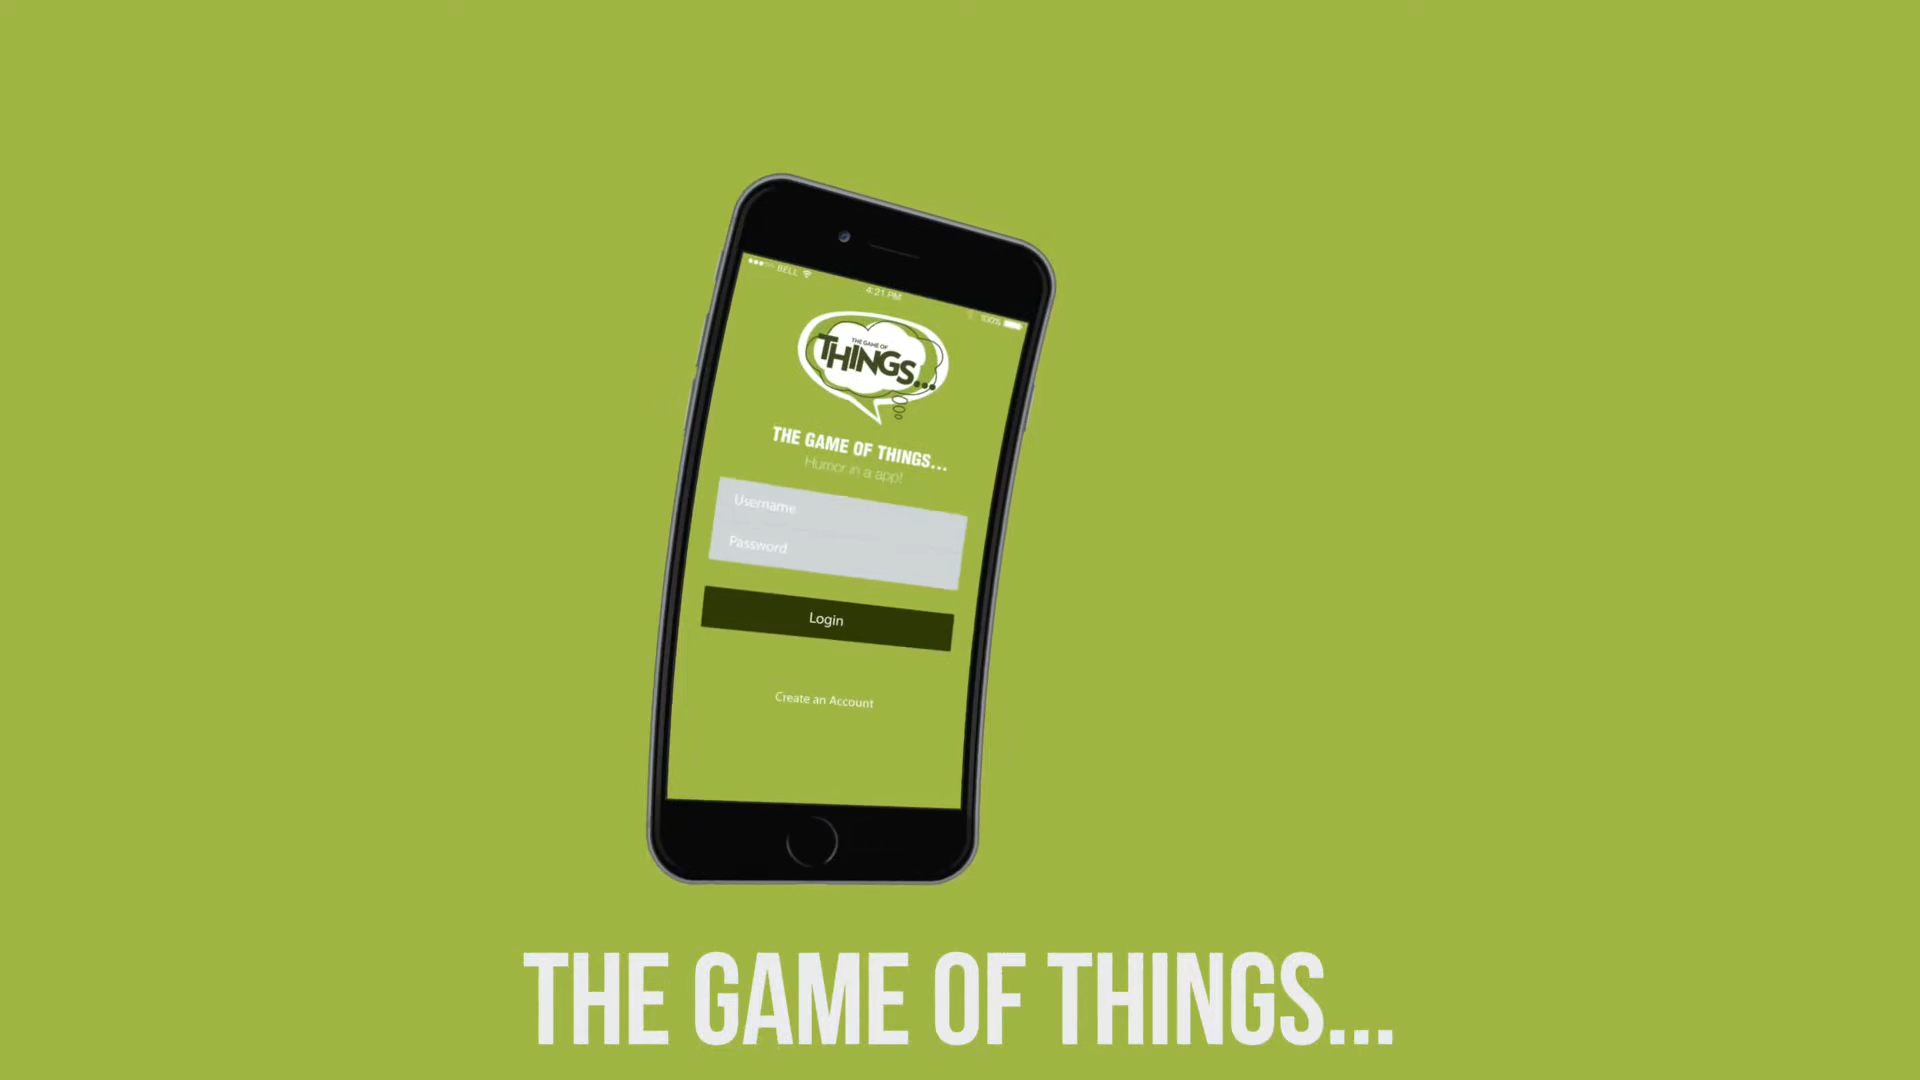 BELL
4:21 PM
100%
THE GAME OF
THINGS...
THE GAME OF THINGS...
Humor in a app!
Username
Password
Login
Create an Account
THE GAME OF THINGS...